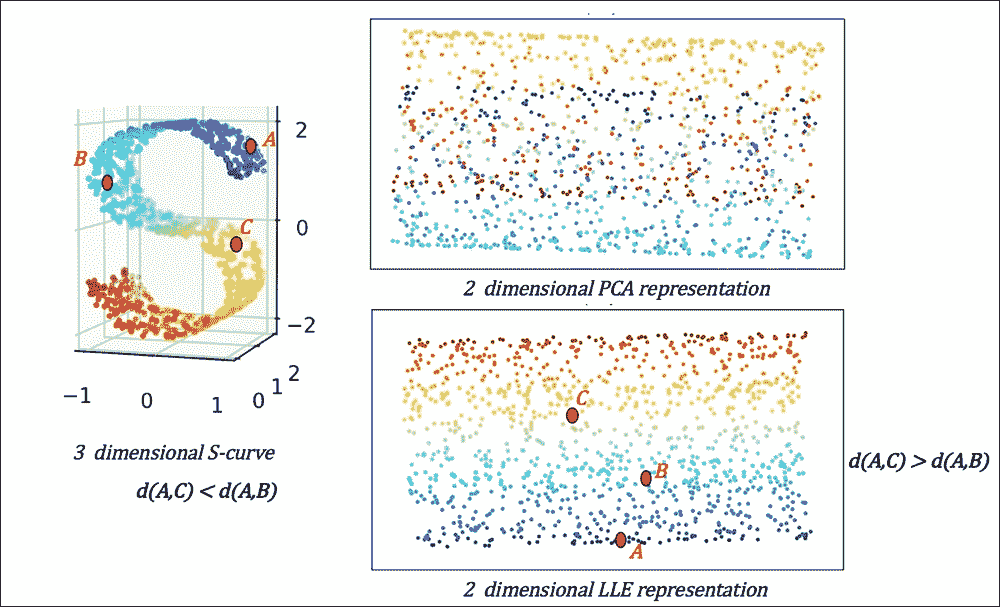 2
0
−2
−1
0
1
0
1
2
A
B
C
3 dimensional S-curve
d(A,C) < d(A,B)
2 dimensional PCA representation
C
B
A
d(A,C) > d(A,B)
2 dimensional LLE representation